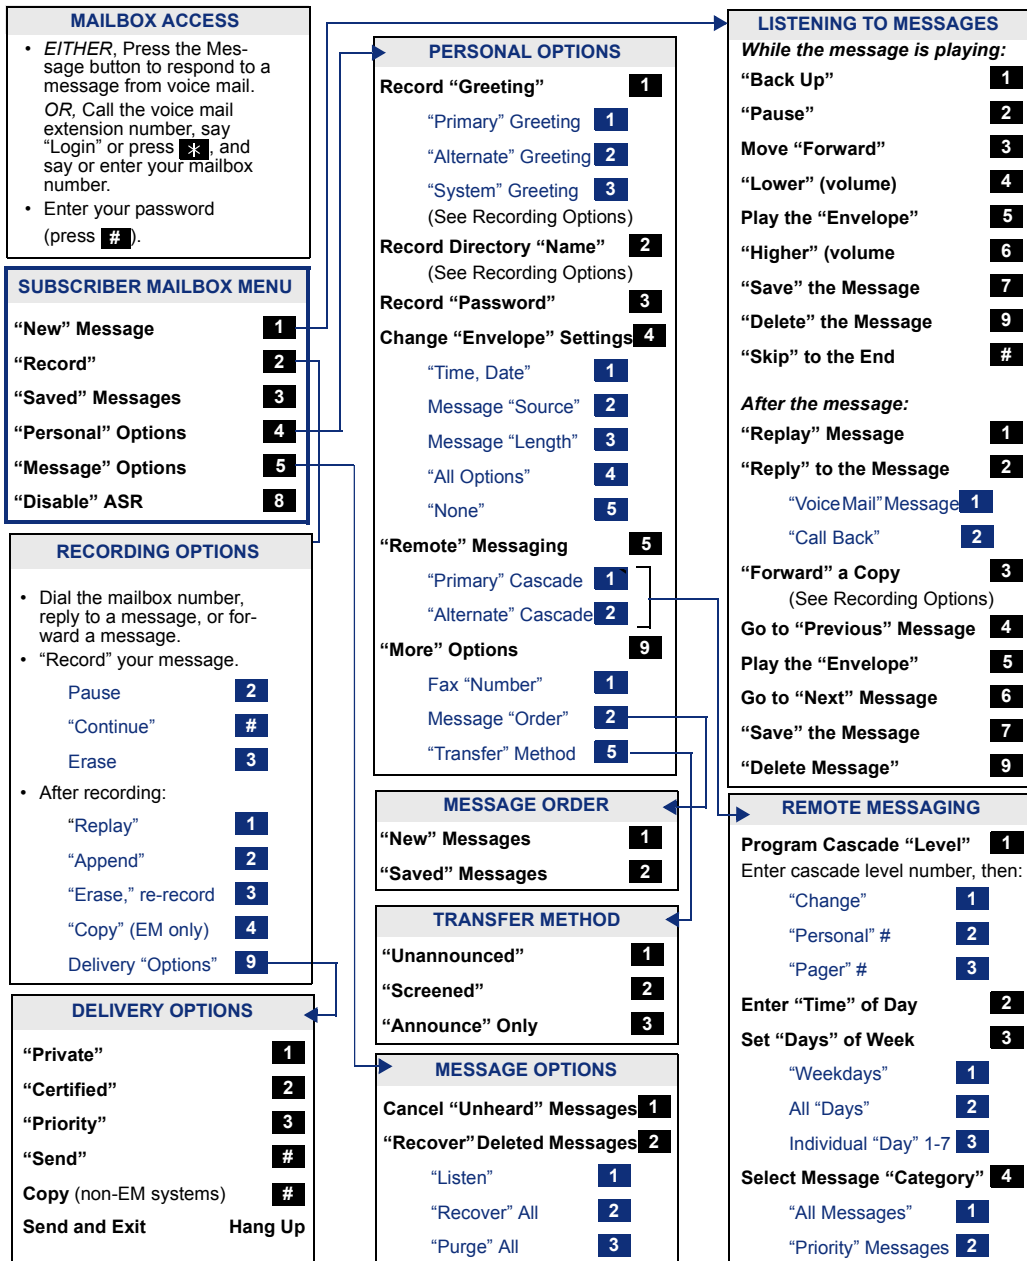 MAILBOX ACCESS
• EITHER, Press the Mes-
sage button to respond to a
message from voice mail.
OR, Call the voice mail
extension number, say
“Login” or press * , and
say or enter your mailbox
number.
• Enter your password
(press # ).
SUBSCRIBER MAILBOX MENU
“New” Message 1
“Record” 2
“Saved” Messages 3
“Personal” Options 4
“Message” Options 5
“Disable” ASR 8
RECORDING OPTIONS
• Dial the mailbox number,
reply to a message, or for-
ward a message.
• “Record” your message.
Pause 2
“Continue” #
Erase 3
• After recording:
“Replay” 1
“Append” 2
“Erase,” re-record 3
“Copy” (EM only) 4
Delivery “Options” 9
DELIVERY OPTIONS
“Private” 1
“Certified” 2
“Priority” 3
“Send” #
Copy (non-EM systems) #
Send and Exit Hang Up
PERSONAL OPTIONS
Record “Greeting” 1
“Primary” Greeting 1
“Alternate” Greeting 2
“System” Greeting 3
(See Recording Options)
Record Directory “Name” 2
(See Recording Options)
Record “Password” 3
Change “Envelope” Settings 4
“Time, Date” 1
Message “Source” 2
Message “Length” 3
“All Options” 4
“None” 5
“Remote” Messaging 5
“Primary” Cascade 1
“Alternate” Cascade 2
“More” Options 9
Fax “Number” 1
Message “Order” 2
“Transfer” Method 5
MESSAGE ORDER
“New” Messages 1
“Saved” Messages 2
TRANSFER METHOD
“Unannounced” 1
“Screened” 2
“Announce” Only 3
MESSAGE OPTIONS
Cancel “Unheard” Messages 1
“Recover” Deleted Messages 2
“Listen” 1
“Recover” All 2
“Purge” All 3
LISTENING TO MESSAGES
While the message is playing:
“Back Up” 1
“Pause” 2
Move “Forward” 3
“Lower” (volume) 4
Play the “Envelope” 5
“Higher” (volume 6
“Save” the Message 7
“Delete” the Message 9
“Skip” to the End #
After the message:
“Replay” Message 1
“Reply” to the Message 2
“Voice Mail” Message 1
“Call Back” 2
“Forward” a Copy 3
(See Recording Options)
Go to “Previous” Message 4
Play the “Envelope” 5
Go to “Next” Message 6
“Save” the Message 7
“Delete Message” 9
REMOTE MESSAGING
Program Cascade “Level” 1
Enter cascade level number, then:
“Change” 1
“Personal” # 2
“Pager” # 3
Enter “Time” of Day 2
Set “Days” of Week 3
“Weekdays” 1
All “Days” 2
Individual “Day” 1-7 3
Select Message “Category” 4
“All Messages” 1
“Priority” Messages 2